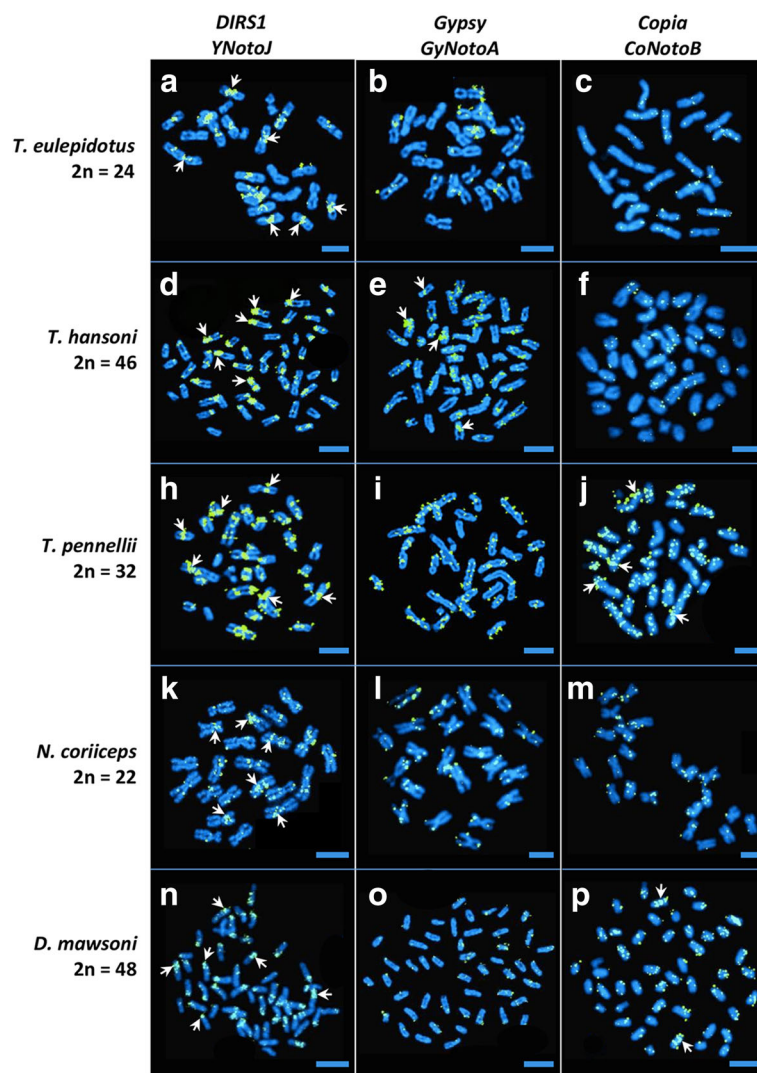 DIRS1 Gypsy Copia
YNotoJ GyNotoA CoNotoB
a b c
T. eulepidotus
2n = 24
d e f
T. hansoni
2n = 46
h i j
T. pennellii
2n = 32
k l m
N. coriiceps
2n = 22
n o p
D. mawsoni
2n = 48